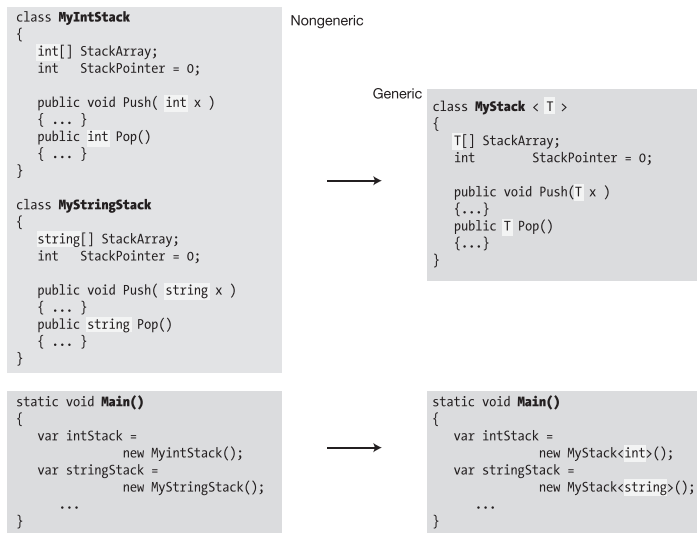 Nongeneric
class MyIntStack
{
int[] StackArray;
int StackPointer = 0;
public void Push( int x )
{ ... }
public int Pop()
{ ... }
}
class MyStringStack
{
string[] StackArray;
int StackPointer = 0;
public void Push( string x )
{ ... }
public string Pop()
{ ... }
}
Generic
class MyStack < T >
{
T[] StackArray;
int StackPointer = 0;
public void Push(T x )
{...}
public T Pop()
{...}
}
static void Main()
{
var intStack =
new MyintStack();
var stringStack =
new MyStringStack();
...
}
static void Main()
{
var intStack =
new MyStack<int>();
var stringStack =
new MyStack<string>();
...
}